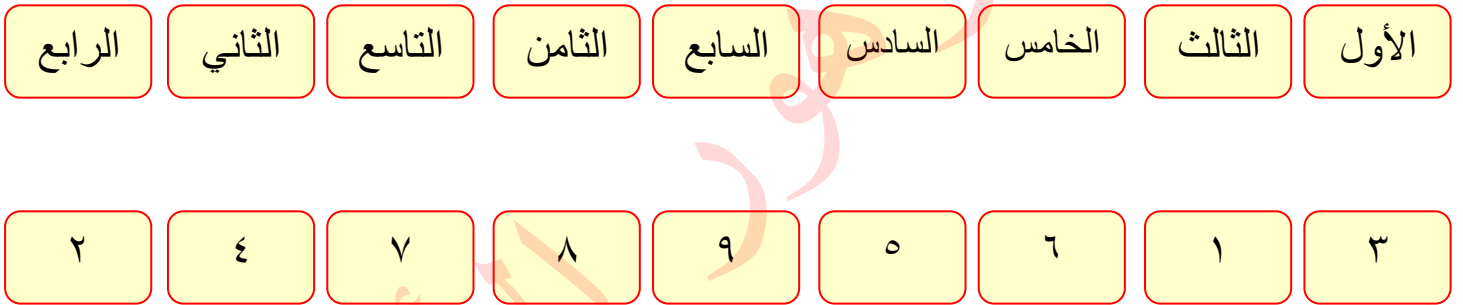 الأول الثالث الخامس السادس السابع الثامن التاسع الثاني الرابع
٣ ١ ٦ ٥ ٩ ٨ ٧ ٤ ٢